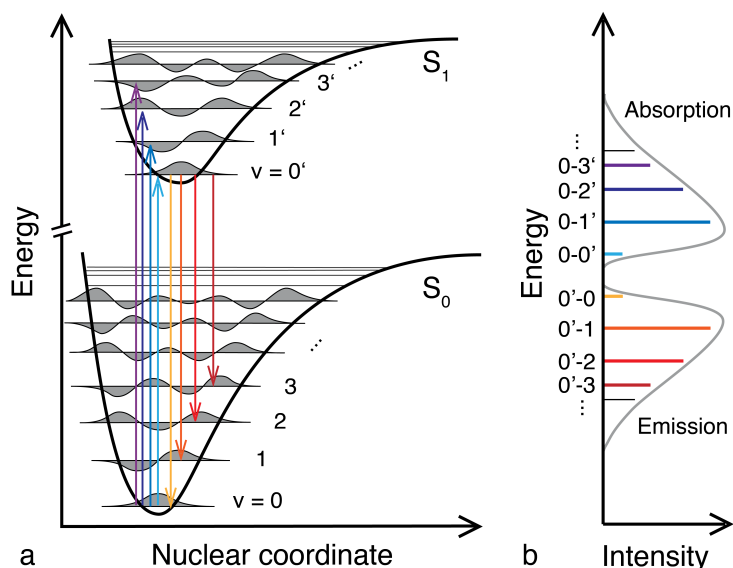 S1
3‘ ...
2‘
1‘
v = 0‘
Energy
S0
...
3
2
1
v = 0
a
Nuclear coordinate
Absorption
...
0-3‘
0-2’
0-1’
0-0’
Energy
0’-0
0’-1
0’-2
0’-3
...
Emission
b
Intensity